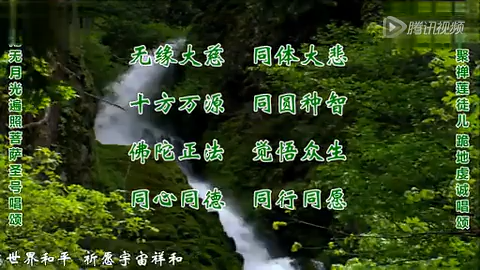 腾讯视频
无缘大慈 同体大悲
十方万源 同圆种智
佛陀正法 觉悟众生
同心同德 同行同愿
无月光遍照菩萨圣号唱颂
聚禅莲徒儿 跪地虔诚唱颂
世界和平 祈愿宇宙祥和